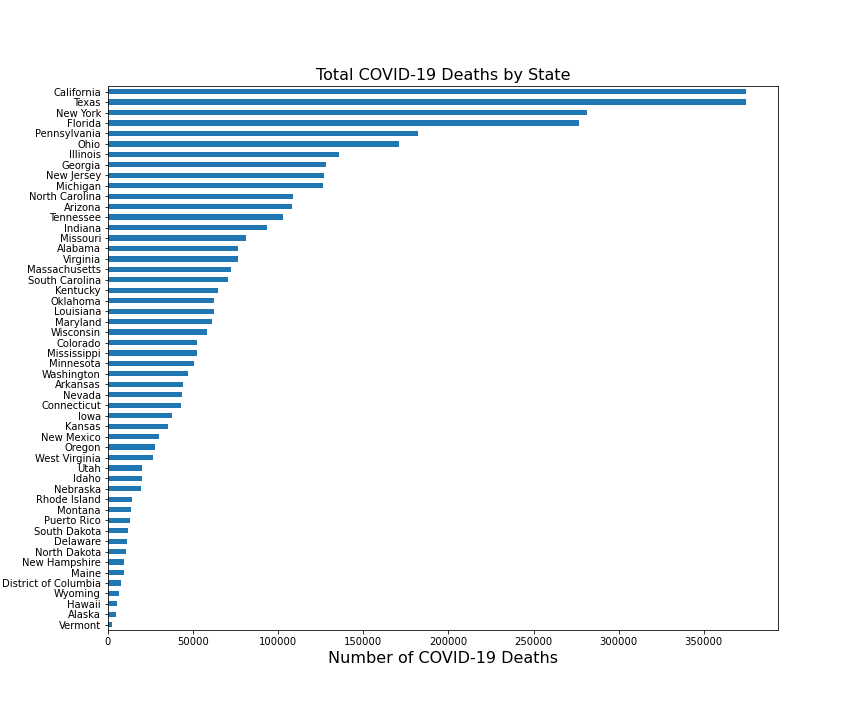 Total COVID-19 Deaths by State
California
Texas
New York
Florida
Pennsylvania
Ohio
Illinois
Georgia
New Jersey
Michigan
North Carolina
Arizona
Tennessee
Indiana
Missouri
Alabama
Virginia
Massachusetts
South Carolina
Kentucky
Oklahoma
Louisiana
Maryland
Wisconsin
Colorado
Mississippi
Minnesota
Washington
Arkansas
Nevada
Connecticut
Iowa
Kansas
New Mexico
Oregon
West Virginia
Utah
Idaho
Nebraska
Rhode Island
Montana
Puerto Rico
South Dakota
Delaware
North Dakota
New Hampshire
Maine
District of Columbia
Wyoming
Hawaii
Alaska
Vermont
0 50000 100000 150000 200000 250000 300000 350000
Number of COVID-19 Deaths